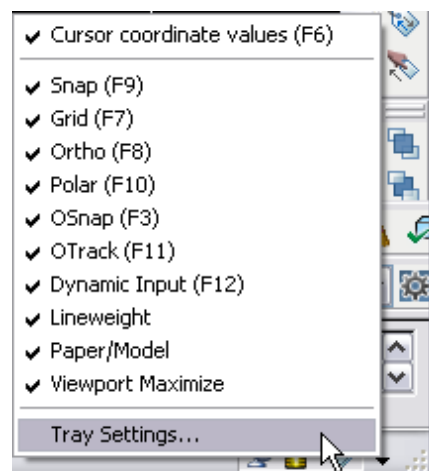 Cursor coordinate values (F6)
Snap (F9)
Grid (F7)
Ortho (F8)
Polar (F10)
OSnap (F3)
OTrack (F11)
Dynamic Input (F12)
Lineweight
Paper/Model
Viewport Maximize
Tray Settings...